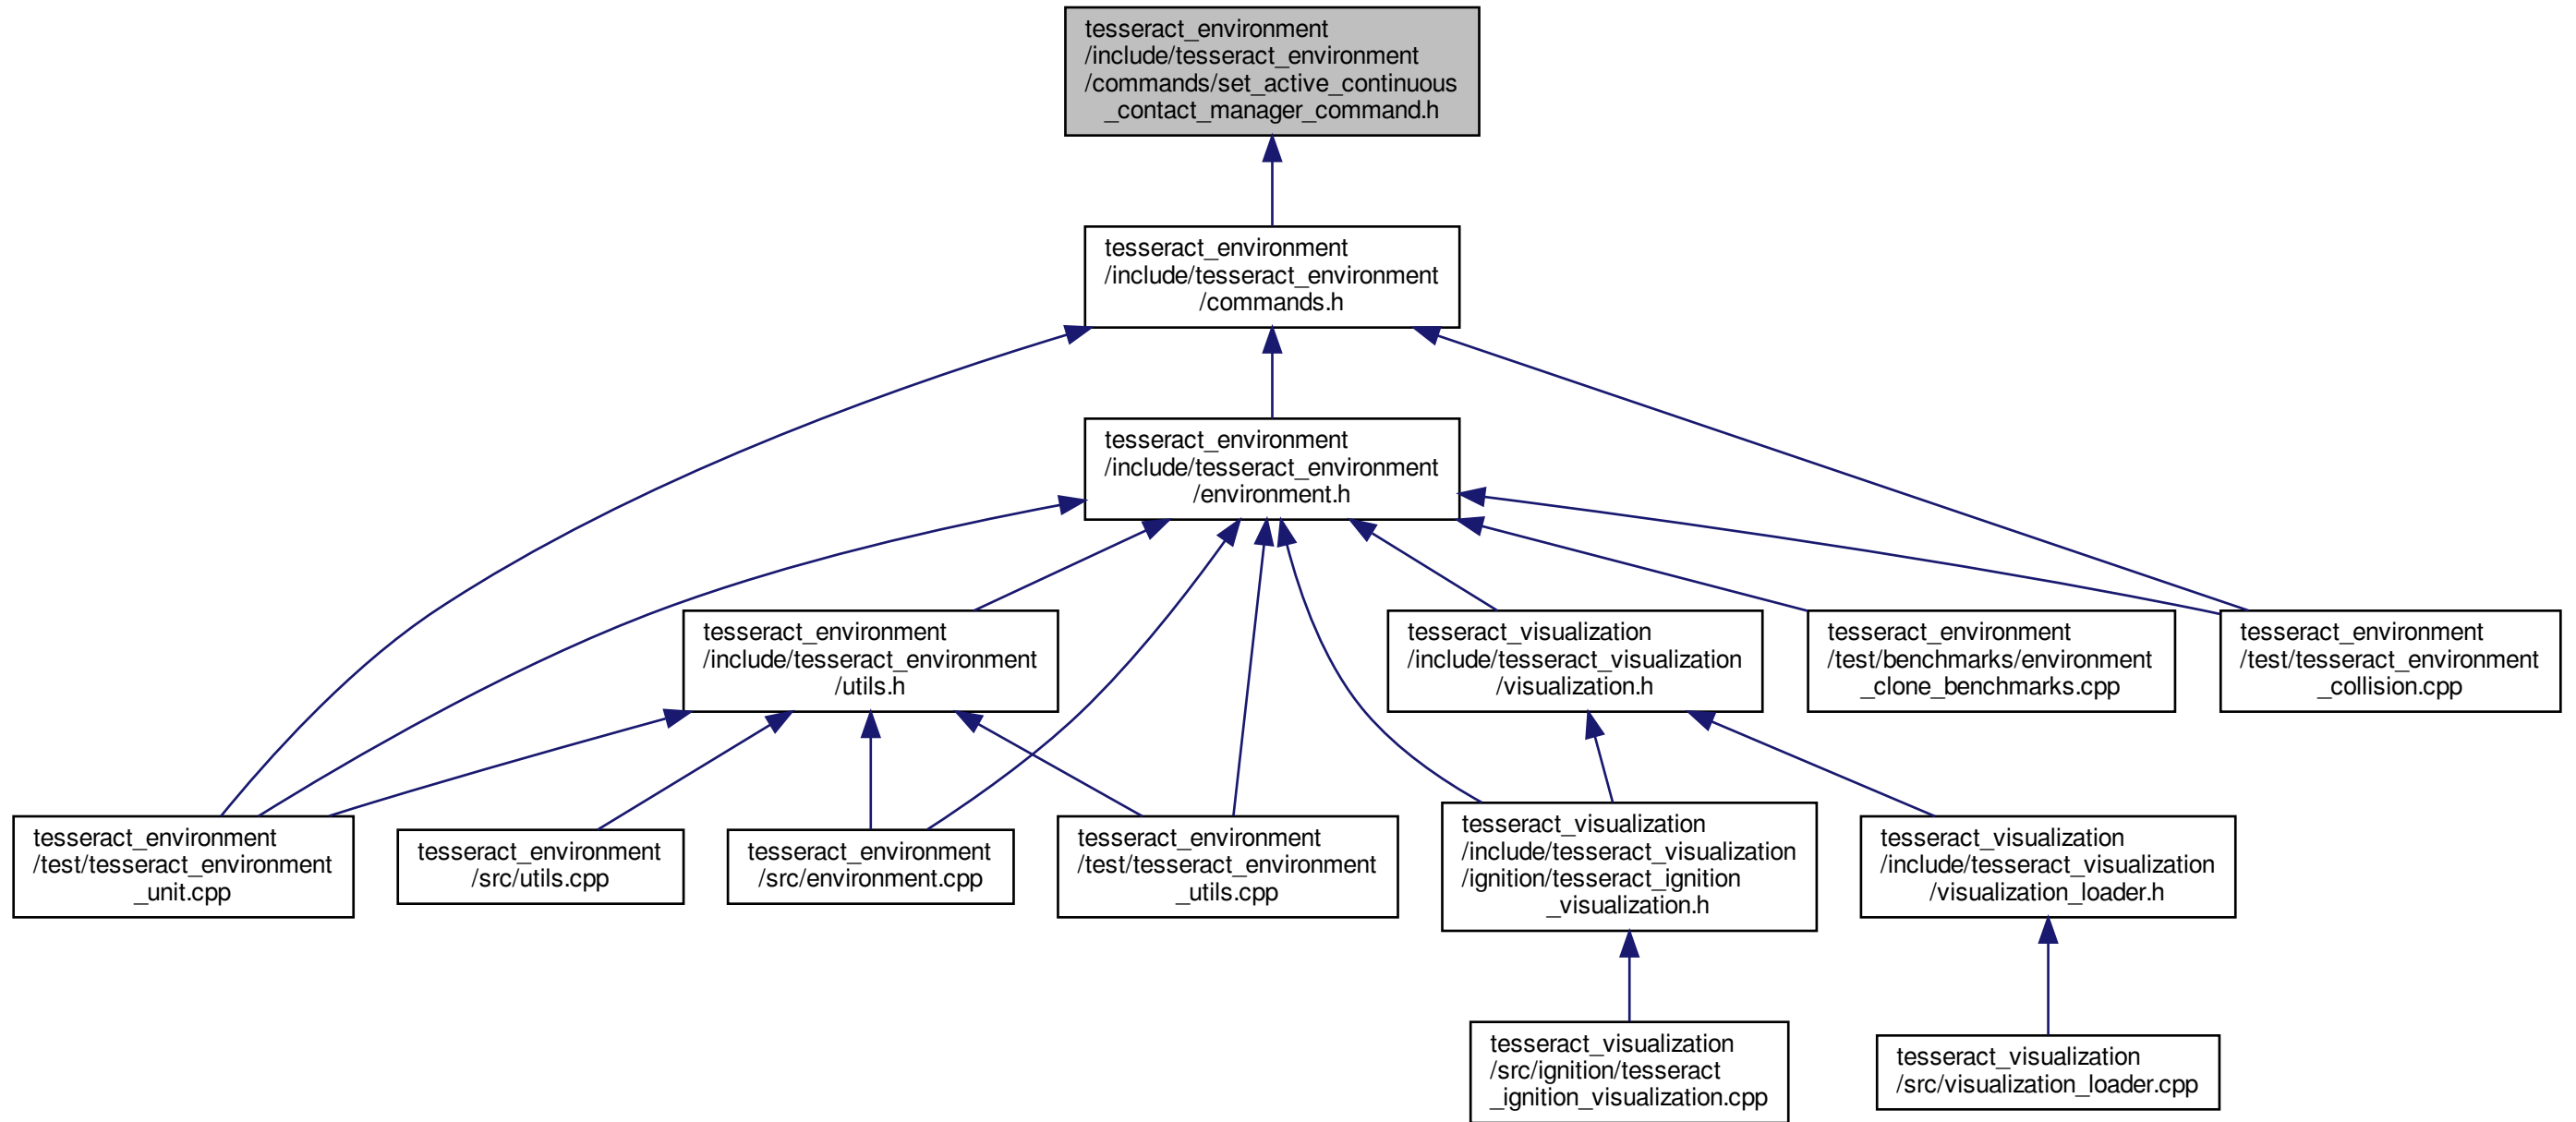 tesseract_environment
/include/tesseract_environment
/commands/set_active_continuous
_contact_manager_command.h
tesseract_environment
/include/tesseract_environment
/commands.h
tesseract_environment
/include/tesseract_environment
/environment.h
tesseract_environment
/include/tesseract_environment
/utils.h
tesseract_visualization
/include/tesseract_visualization
/visualization.h
tesseract_environment
/test/benchmarks/environment
_clone_benchmarks.cpp
tesseract_environment
/test/tesseract_environment
_collision.cpp
tesseract_environment
/test/tesseract_environment
_unit.cpp
tesseract_environment
/src/utils.cpp
tesseract_environment
/src/environment.cpp
tesseract_environment
/test/tesseract_environment
_utils.cpp
tesseract_visualization
/include/tesseract_visualization
/ignition/tesseract_ignition
_visualization.h
tesseract_visualization
/include/tesseract_visualization
/visualization_loader.h
tesseract_visualization
/src/ignition/tesseract
_ignition_visualization.cpp
tesseract_visualization
/src/visualization_loader.cpp